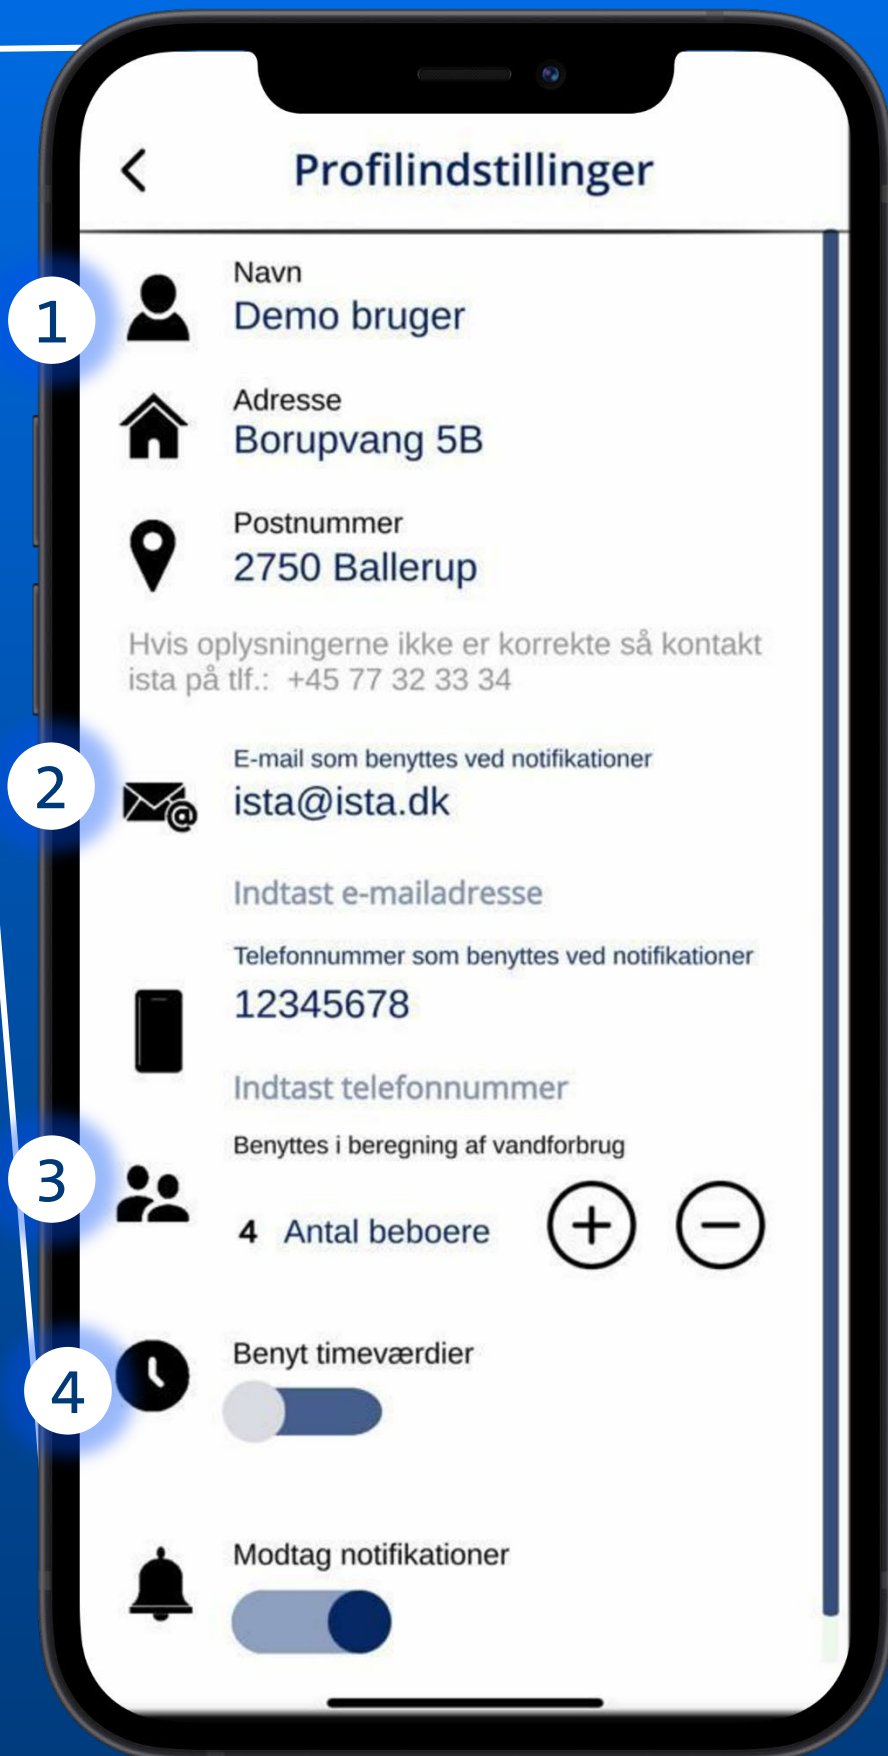 Profilindstillinger
1
Navn
Demo bruger
Adresse
Borupvang 5B
Postnummer
2750 Ballerup
Hvis oplysningerne ikke er korrekte så kontakt
ista på tlf.: +45 77 32 33 34
2
E-mail som benyttes ved notifikationer
ista@ista.dk
Indtast e-mailadresse
Telefonnummer som benyttes ved notifikationer
12345678
Indtast telefonnummer
3
Benyttes i beregning af vandforbrug
4 Antal beboere
4
Benyt timeværdier
Modtag notifikationer